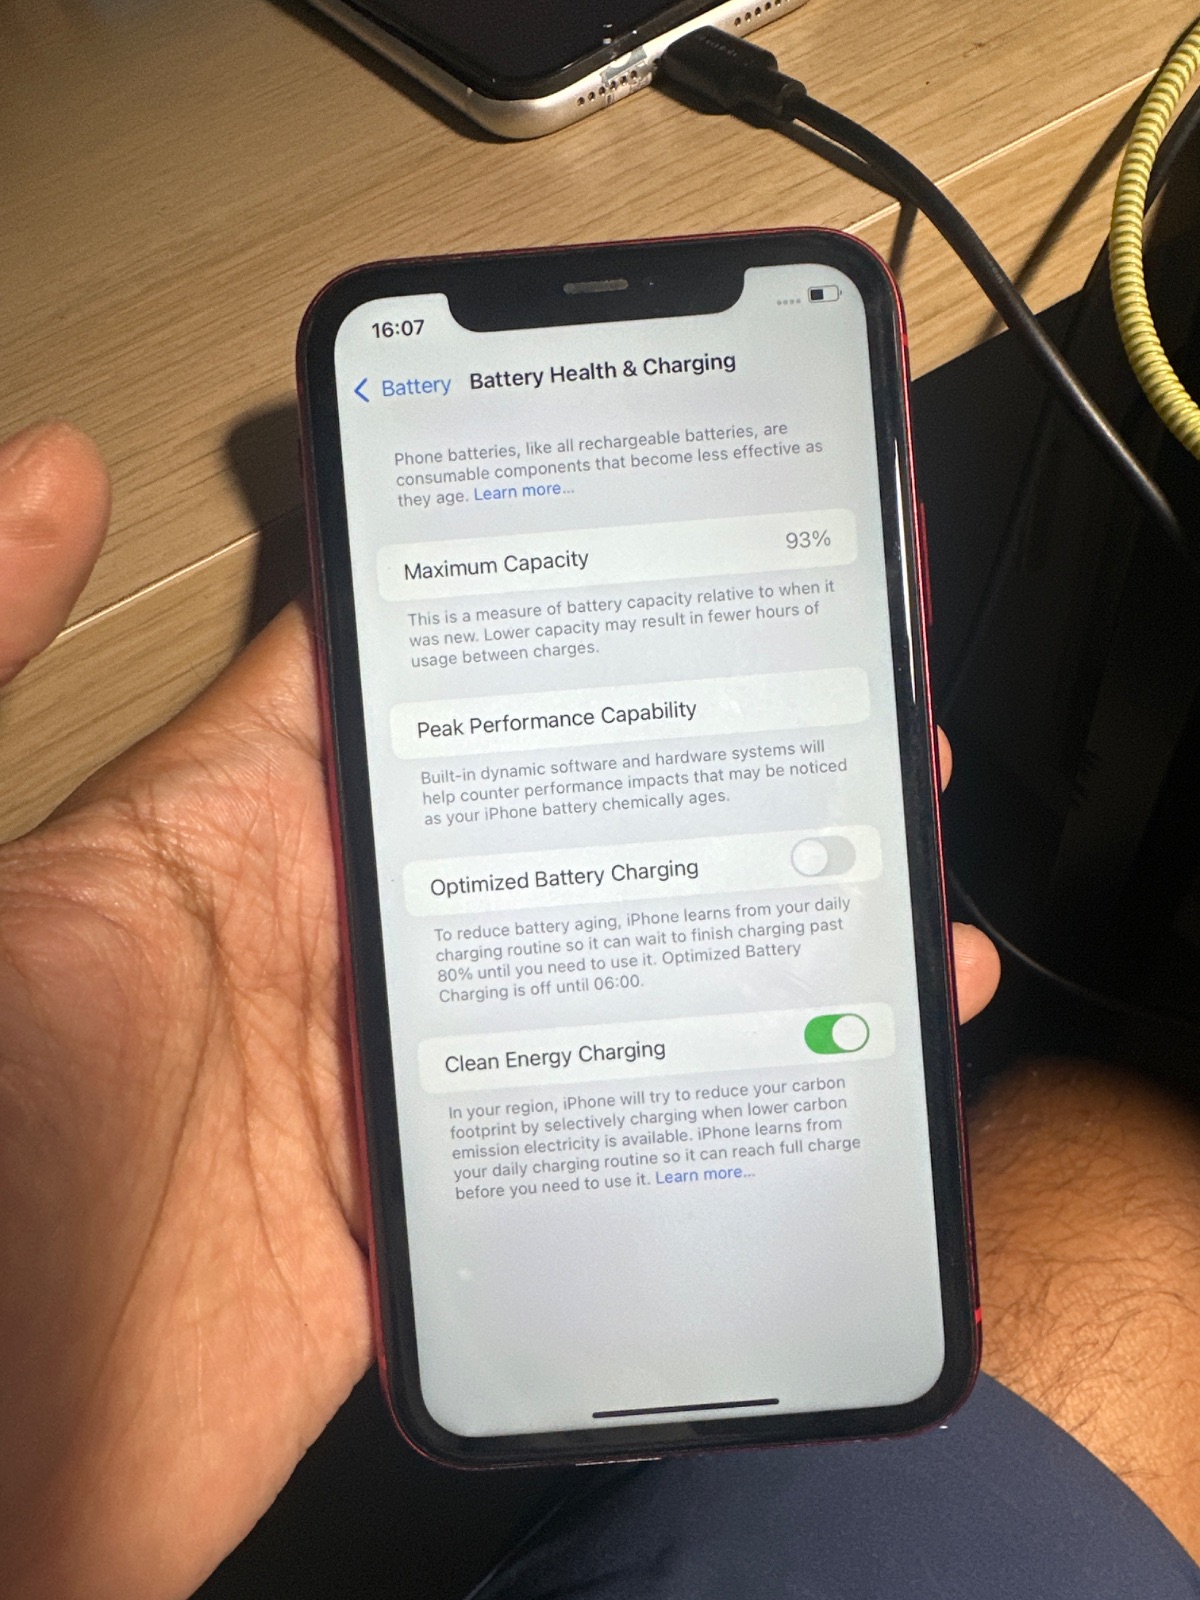 16:07
Battery
Battery Health & Charging
Phone batteries, like all rechargeable batteries, are
consumable components that become less effective as
they age. Learn more...
Maximum Capacity
93%
This is a measure of battery capacity relative to when it
was new. Lower capacity may result in fewer hours of
usage between charges.
Peak Performance Capability
Built-in dynamic software and hardware systems will
help counter performance impacts that may be noticed
as your iPhone battery chemically ages.
Optimized Battery Charging
To reduce battery aging, iPhone learns from your daily
charging routine so it can wait to finish charging past
80% until you need to use it. Optimized Battery
Charging is off until 06:00.
Clean Energy Charging
In your region, iPhone will try to reduce your carbon
footprint by selectively charging when lower carbon
emission electricity is available. iPhone learns from
your daily charging routine so it can reach full charge
before you need to use it. Learn more...